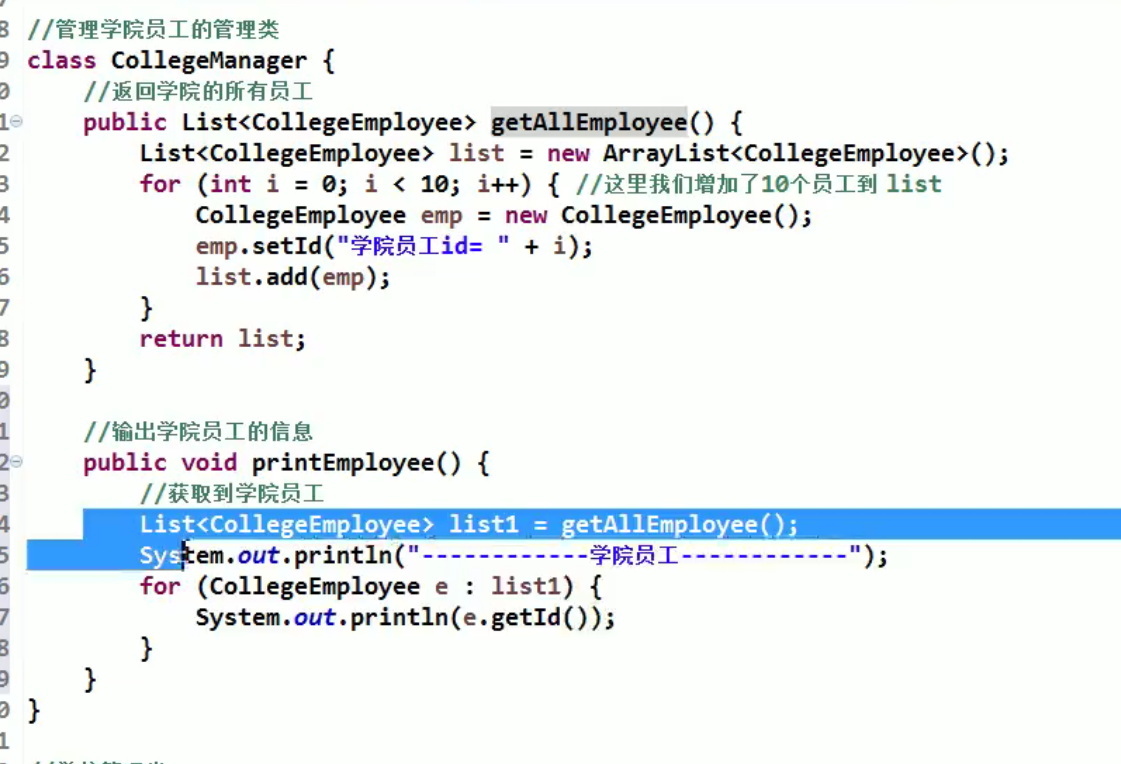 8 //管理学院员工的管理类
9 class CollegeManager {
0 //返回学院的所有员工
1 public List<CollegeEmployee> getAllEmployee() {
2 List<CollegeEmployee> list = new ArrayList<CollegeEmployee>();
3 for (int i = 0; i < 10; i++) { //这里我们增加了10个员工到 list
4 CollegeEmployee emp = new CollegeEmployee();
5 emp.setId("学院员工id= " + i);
6 list.add(emp);
7 }
8 return list;
9 }
0
1 //输出学院员工的信息
2 public void printEmployee() {
3 //获取到学院员工
4 List<CollegeEmployee> list1 = getAllEmployee();
5 System.out.println("------------学院员工------------");
6 for (CollegeEmployee e : list1) {
7 System.out.println(e.getId());
8 }
9 }
0 }
1